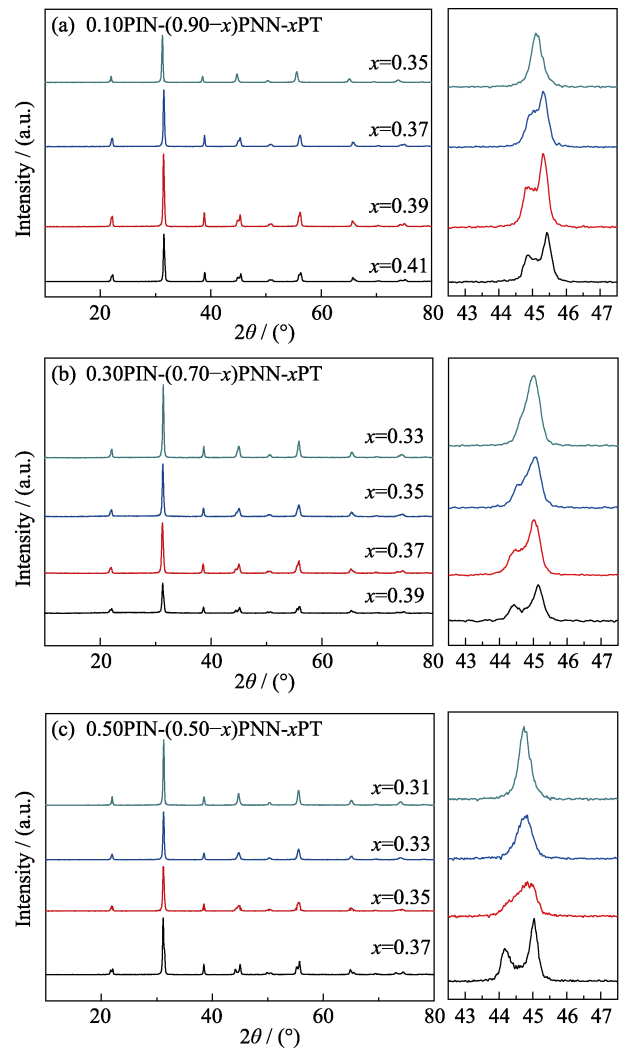 (a) 0.10PIN-(0.90−x)PNN-xPT
x=0.35
x=0.37
x=0.39
x=0.41
Intensity / (a.u.)
20 40 60 80 43 44 45 46 47
2θ / (°)
(b) 0.30PIN-(0.70−x)PNN-xPT
x=0.33
x=0.35
x=0.37
x=0.39
Intensity / (a.u.)
20 40 60 80 43 44 45 46 47
2θ / (°)
(c) 0.50PIN-(0.50−x)PNN-xPT
x=0.31
x=0.33
x=0.35
x=0.37
Intensity / (a.u.)
20 40 60 80 43 44 45 46 47
2θ / (°)